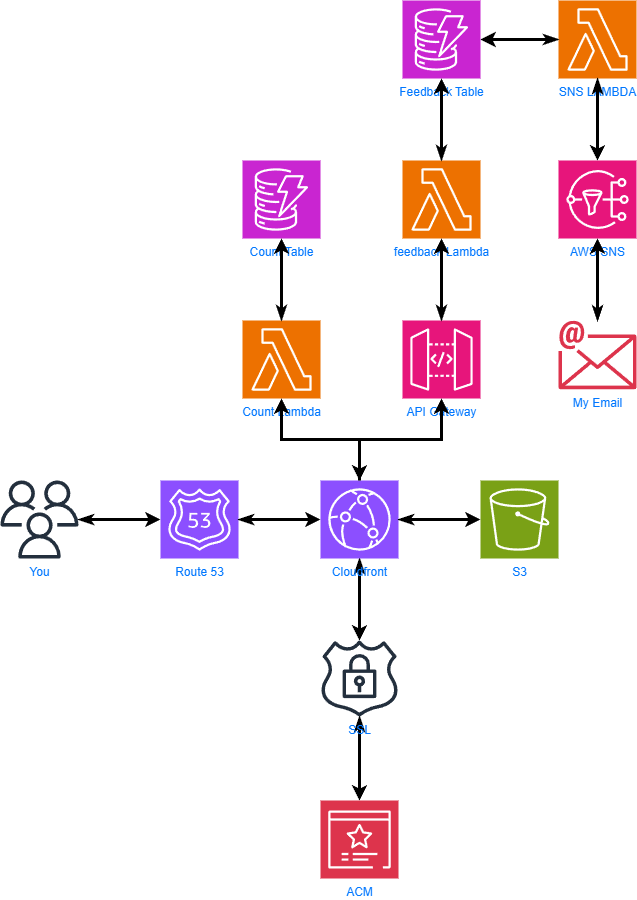 Feedback Table
SNS LAMBDA
Count Table
feedback Lambda
AWS SNS
@
Count Lambda
API Gateway
</>
My Email
53
You
Route 53
Cloudfront
S3
SSL
ACM